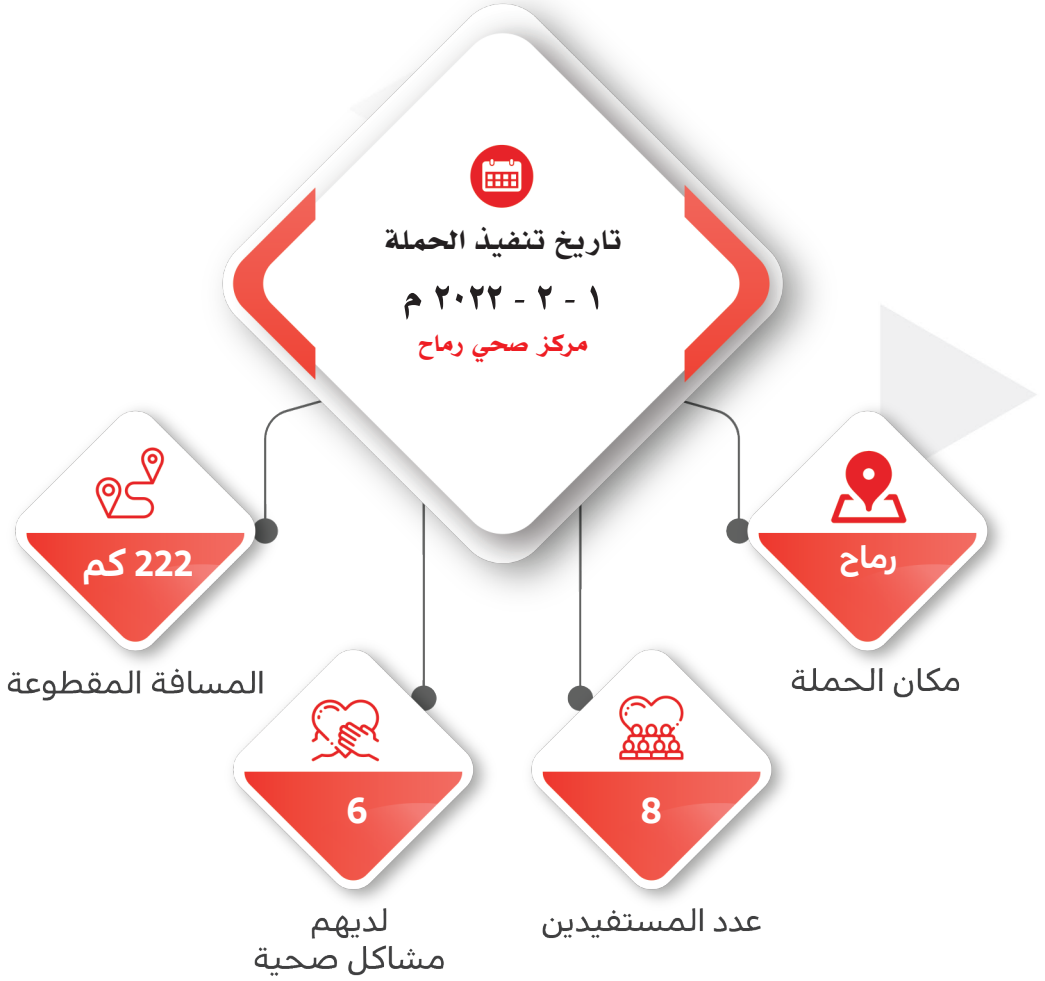 تاريخ تنفيذ الحملة
١ - ٢ - ٢٠٢٢ م
مركز صحي رماح
رماح
مكان الحملة
8
عدد المستفيدين
6
لديهم
مشاكل صحية
222 كم
المسافة المقطوعة